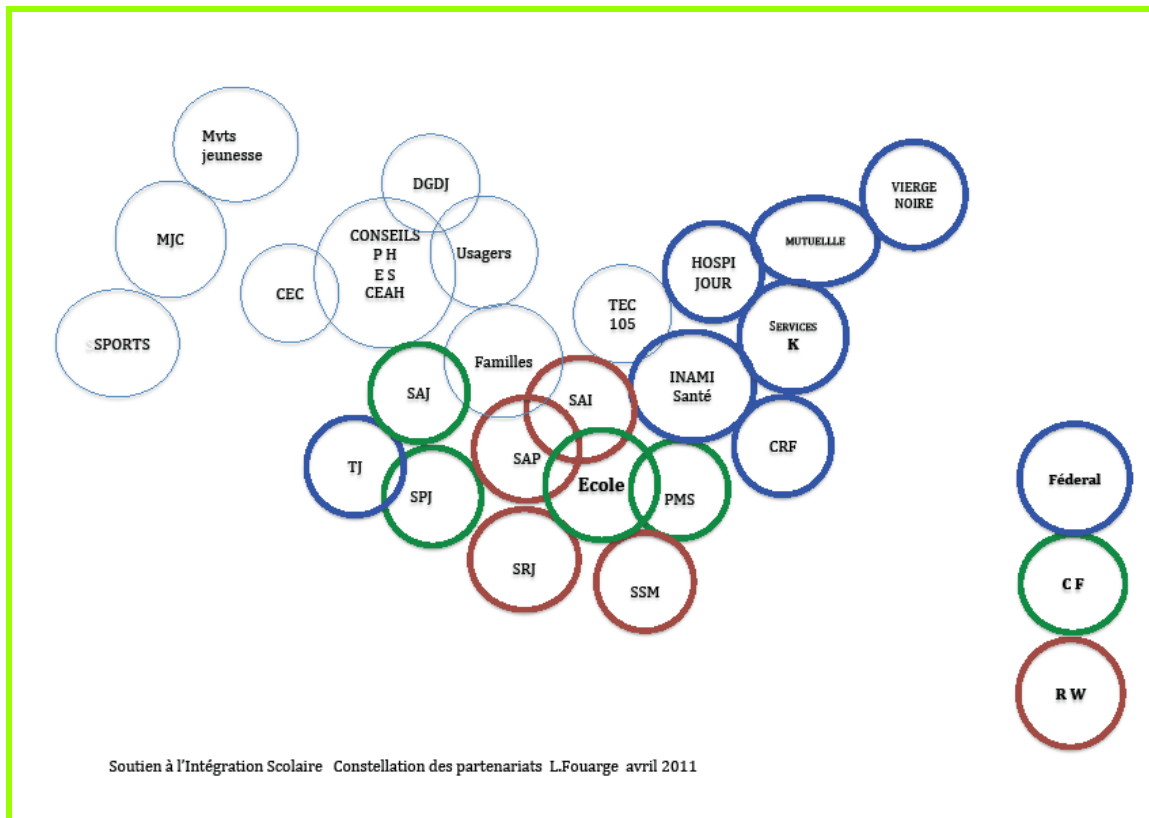 Mvts
jeunesse
MJC
SPORTS
DGDJ
CONSEILS
P H
E S
CEAH
Usagers
CEC
Familles
TEC
105
HOSPI
JOUR
MUTUELLLE
VIERGE
NOIRE
SERVICES
K
INAMI
Santé
CRF
SAJ
SAI
TJ
SPJ
SAP
Ecole
PMS
SRJ
SSM
Féderal
C F
R W
Soutien à l'Intégration Scolaire Constellation des partenariats L.Fouarge avril 2011